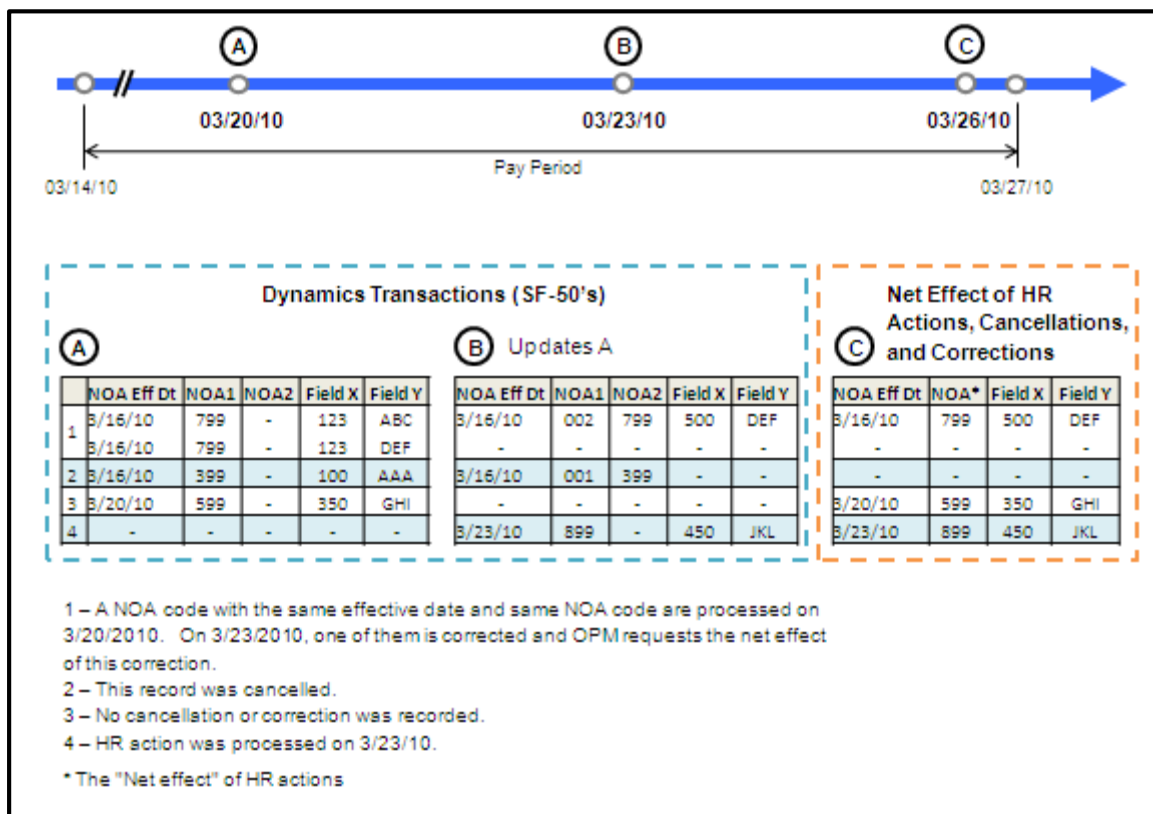 A B C
03/20/10 03/23/10 03/26/10
Pay Period
03/14/10 03/27/10
Dynamics Transactions (SF-50's)
A
NOA Eff Dt NOA1 NOA2 Field X Field Y
1 3/16/10 799 - 123 ABC
3/16/10 799 - 123 DEF
2 3/16/10 399 - 100 AAA
3 3/20/10 599 - 350 GHI
4 - - - - -
B Updates A
NOA Eff Dt NOA1 NOA2 Field X Field Y
3/16/10 002 799 500 DEF
- - - - -
3/16/10 001 399 - -
- - - - -
3/23/10 899 - 450 JKL
Net Effect of HR
Actions, Cancellations,
C and Corrections
NOA Eff Dt NOA* Field X Field Y
3/16/10 799 500 DEF
- - - -
- - - -
3/20/10 599 350 GHI
3/23/10 899 450 JKL
1 – A NOA code with the same effective date and same NOA code are processed on
3/20/2010. On 3/23/2010, one of them is corrected and OPM requests the net effect
of this correction.
2 – This record was cancelled.
3 – No cancellation or correction was recorded.
4 – HR action was processed on 3/23/10.
* The "Net effect" of HR actions